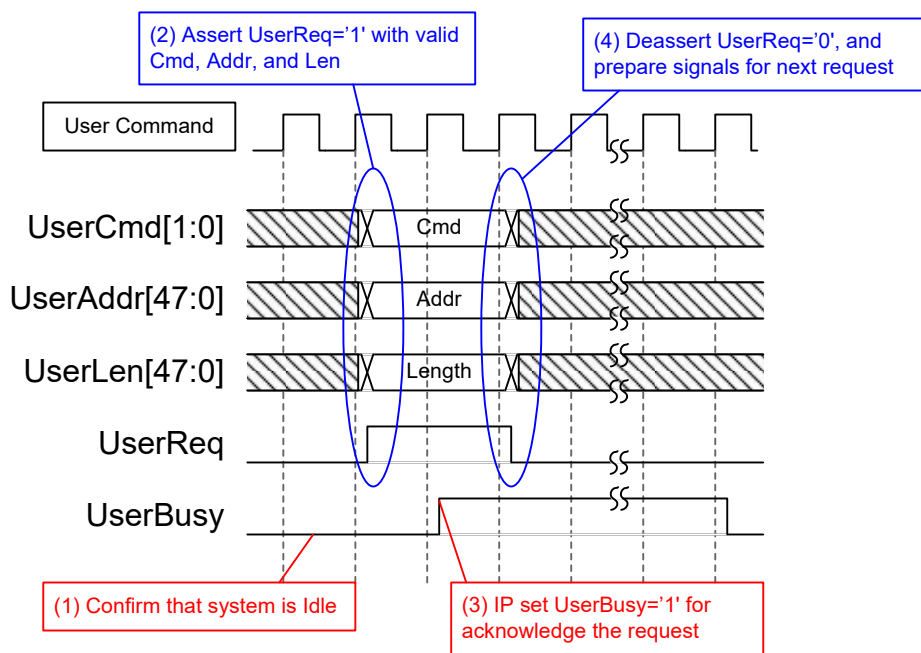 (2) Assert UserReq='1' with valid
Cmd, Addr, and Len
(4) Deassert UserReq='0', and
prepare signals for next request
User Command
UserCmd[1:0]
Cmd
UserAddr[47:0]
Addr
UserLen[47:0]
Length
UserReq
UserBusy
(1) Confirm that system is Idle
(3) IP set UserBusy='1' for
acknowledge the request